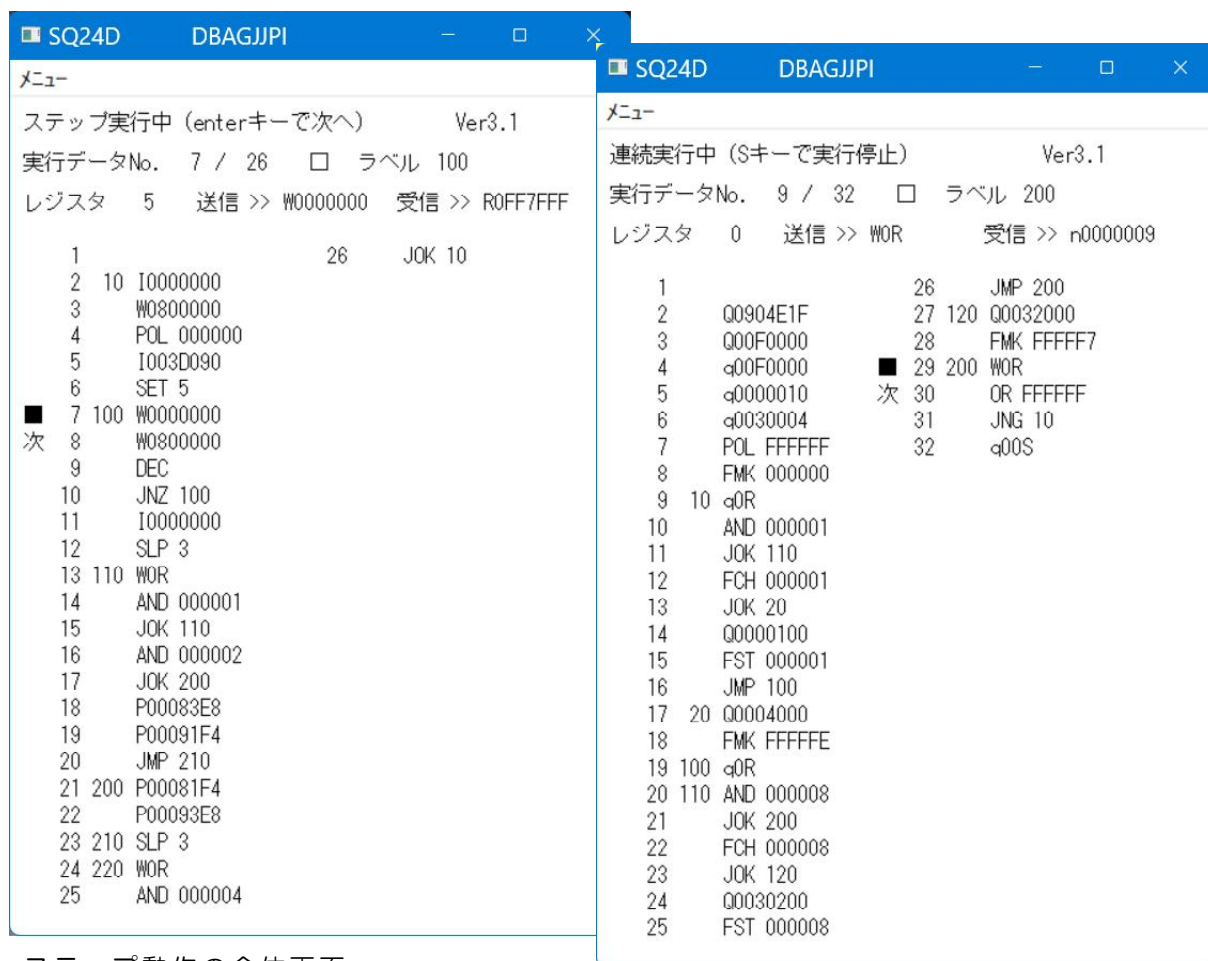 SQ24D DBAGJJPI
メニュー
ステップ実行中（enterキーで次へ） Ver3.1
実行データNo. 7 / 26 □ ラベル 100
レジスタ 5 送信 >> W0000000 受信 >> R0FF7FFF
1 26 JOK 10
2 10 I0000000
3 W0800000
4 POL 000000
5 I003D090
6 SET 5
■ 7 100 W0000000
次 8 W0800000
9 DEC
10 JNZ 100
11 I0000000
12 SLP 3
13 110 W0R
14 AND 000001
15 JOK 110
16 AND 000002
17 JOK 200
18 P00083E8
19 P00091F4
20 JMP 210
21 200 P00081F4
22 P00093E8
23 210 SLP 3
24 220 W0R
25 AND 000004
SQ24D DBAGJJPI
メニュー
連続実行中（Sキーで実行停止） Ver3.1
実行データNo. 9 / 32 □ ラベル 200
レジスタ 0 送信 >> W0R 受信 >> n0000009
1 26 JMP 200
2 Q0904E1F 27 120 Q0032000
3 Q00F0000 28 FMK FFFFF7
4 q00F0000 ■ 29 200 W0R
5 q0000010 次 30 OR FFFFFF
6 q0030004 31 JNG 10
7 POL FFFFFF 32 q00S
8 FMK 000000
9 10 q0R
10 AND 000001
11 JOK 110
12 FCH 000001
13 JOK 20
14 Q0000100
15 FST 000001
16 JMP 100
17 20 Q0004000
18 FMK FFFFFE
19 100 q0R
20 110 AND 000008
21 JOK 200
22 FCH 000008
23 JOK 120
24 Q0030200
25 FST 000008